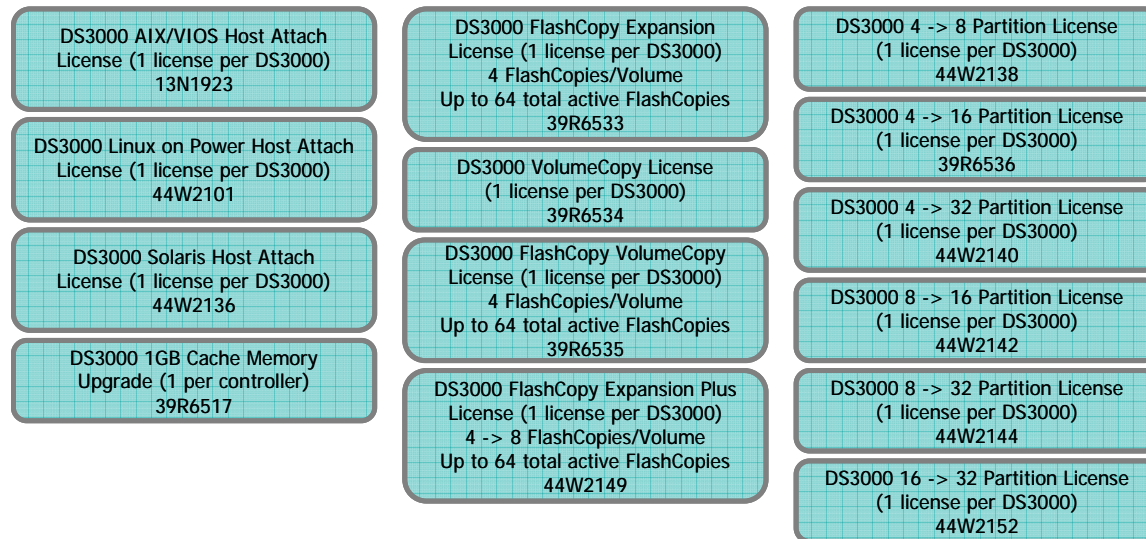 DS3000 AIX/VIOS Host Attach
License (1 license per DS3000)
13N1923
DS3000 Linux on Power Host Attach
License (1 license per DS3000)
44W2101
DS3000 Solaris Host Attach
License (1 license per DS3000)
44W2136
DS3000 1GB Cache Memory
Upgrade (1 per controller)
39R6517
DS3000 FlashCopy Expansion
License (1 license per DS3000)
4 FlashCopies/Volume
Up to 64 total active FlashCopies
39R6533
DS3000 VolumeCopy License
(1 license per DS3000)
39R6534
DS3000 FlashCopy VolumeCopy
License (1 license per DS3000)
4 FlashCopies/Volume
Up to 64 total active FlashCopies
39R6535
DS3000 FlashCopy Expansion Plus
License (1 license per DS3000)
4 -> 8 FlashCopies/Volume
Up to 64 total active FlashCopies
44W2149
DS3000 4 -> 8 Partition License
(1 license per DS3000)
44W2138
DS3000 4 -> 16 Partition License
(1 license per DS3000)
39R6536
DS3000 4 -> 32 Partition License
(1 license per DS3000)
44W2140
DS3000 8 -> 16 Partition License
(1 license per DS3000)
44W2142
DS3000 8 -> 32 Partition License
(1 license per DS3000)
44W2144
DS3000 16 -> 32 Partition License
(1 license per DS3000)
44W2152